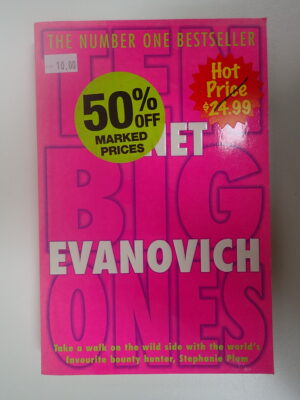 THE NUMBER ONE BESTSELLER
10.00
TEN
Hot
Price
$24.99
50% OFF
MARKED
PRICES
NET
BIG
EVANOVICH
ONES
Take a walk on the wild side with the world's
favourite bounty hunter, Stephanie Plum